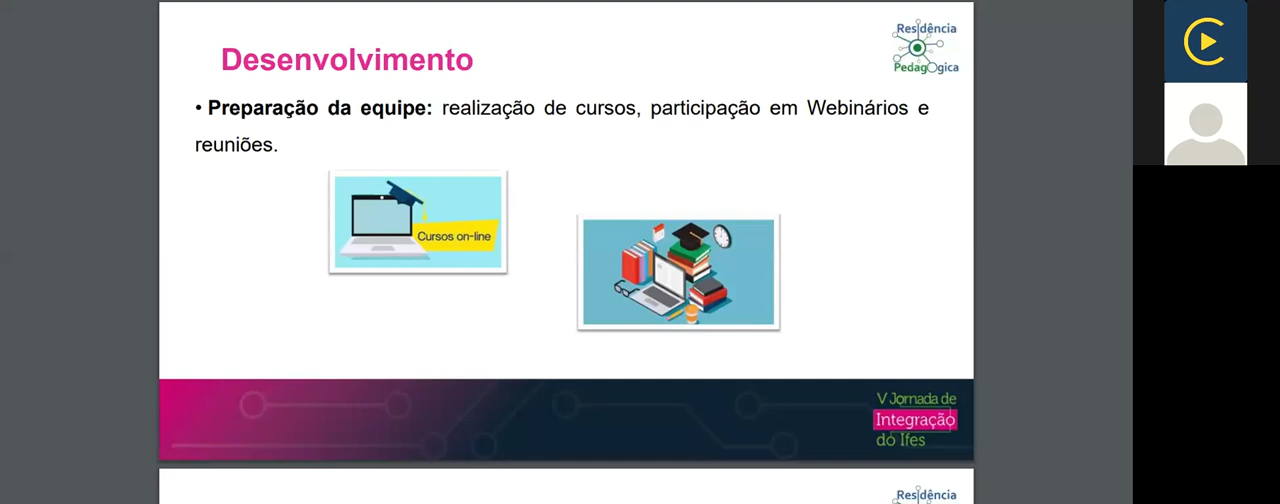 Desenvolvimento
Residência
Pedagógica
• Preparação da equipe: realização de cursos, participação em Webinários e
reuniões.
Cursos on-line
V Jornada de
Integração
do Ifes
Residência